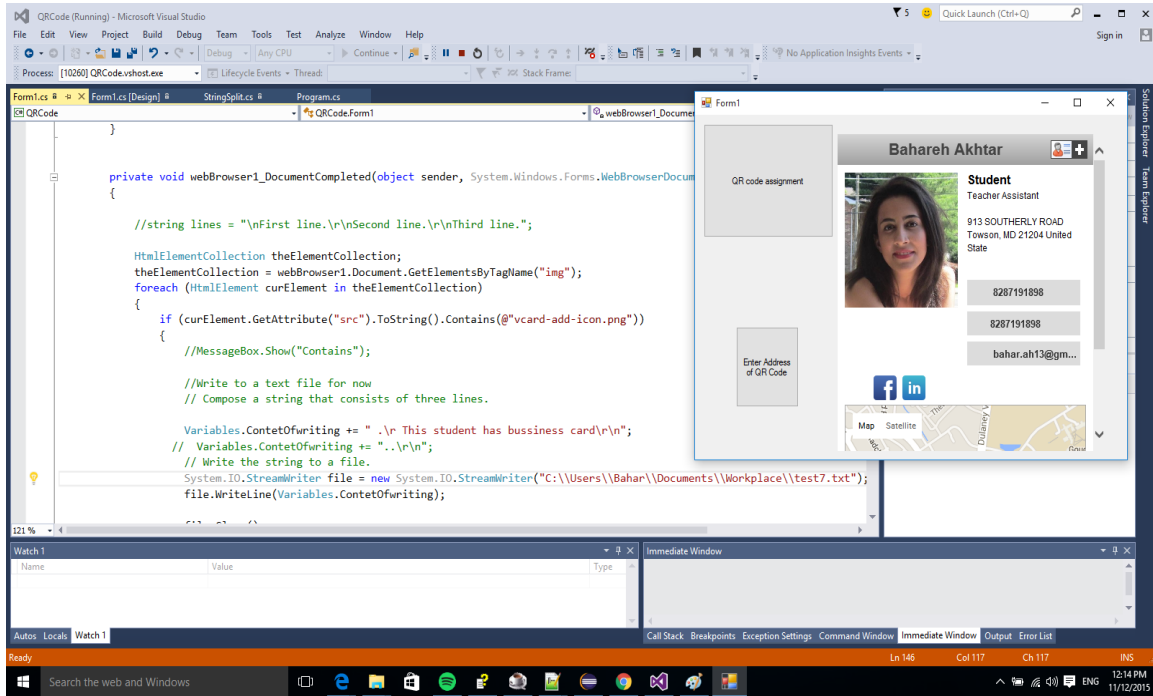 QRCode (Running) - Microsoft Visual Studio
5
Quick Launch (Ctrl+Q)
File Edit View Project Build Debug Team Tools Test Analyze Window Help
Sign in
Debug Any CPU Continue No Application Insights Events
Process: [10260] QRCode.vshost.exe Lifecycle Events Thread: Stack Frame:
Form1.cs Form1.cs [Design] StringSplit.cs Program.cs
QRCode QRCode.Form1 webBrowser1_Documen
}
private void webBrowser1_DocumentCompleted(object sender, System.Windows.Forms.WebBrowserDocum
{
//string lines = "\nFirst line.\r\nSecond line.\r\nThird line.";
HtmlElementCollection theElementCollection;
theElementCollection = webBrowser1.Document.GetElementsByTagName("img");
foreach (HtmlElement curElement in theElementCollection)
{
if (curElement.GetAttribute("src").ToString().Contains(@"vcard-add-icon.png"))
{
//MessageBox.Show("Contains");
//Write to a text file for now
// Compose a string that consists of three lines.
Variables.ContetOfwriting += " .\r This student has bussiness card\r\n";
// Variables.ContetOfwriting += "..\r\n";
// Write the string to a file.
System.IO.StreamWriter file = new System.IO.StreamWriter("C:\\Users\\Bahar\\Documents\\Workplace\\test7.txt");
file.WriteLine(Variables.ContetOfwriting);
121 %
Form1
QR code assignment
Enter Address
of QR Code
Bahareh Akhtar
Student
Teacher Assistant
913 SOUTHERLY ROAD
Towson, MD 21204 United
State
8287191898
8287191898
bahar.ah13@gm...
f in
Map Satellite
Dulaney V
Solution Explorer
Team Explorer
Watch 1
Name Value Type
Autos Locals Watch 1
Immediate Window
Call Stack Breakpoints Exception Settings Command Window Immediate Window Output Error List
Ready
Ln 146 Col 117 Ch 117 INS
Search the web and Windows
ENG
12:14 PM
11/12/2015